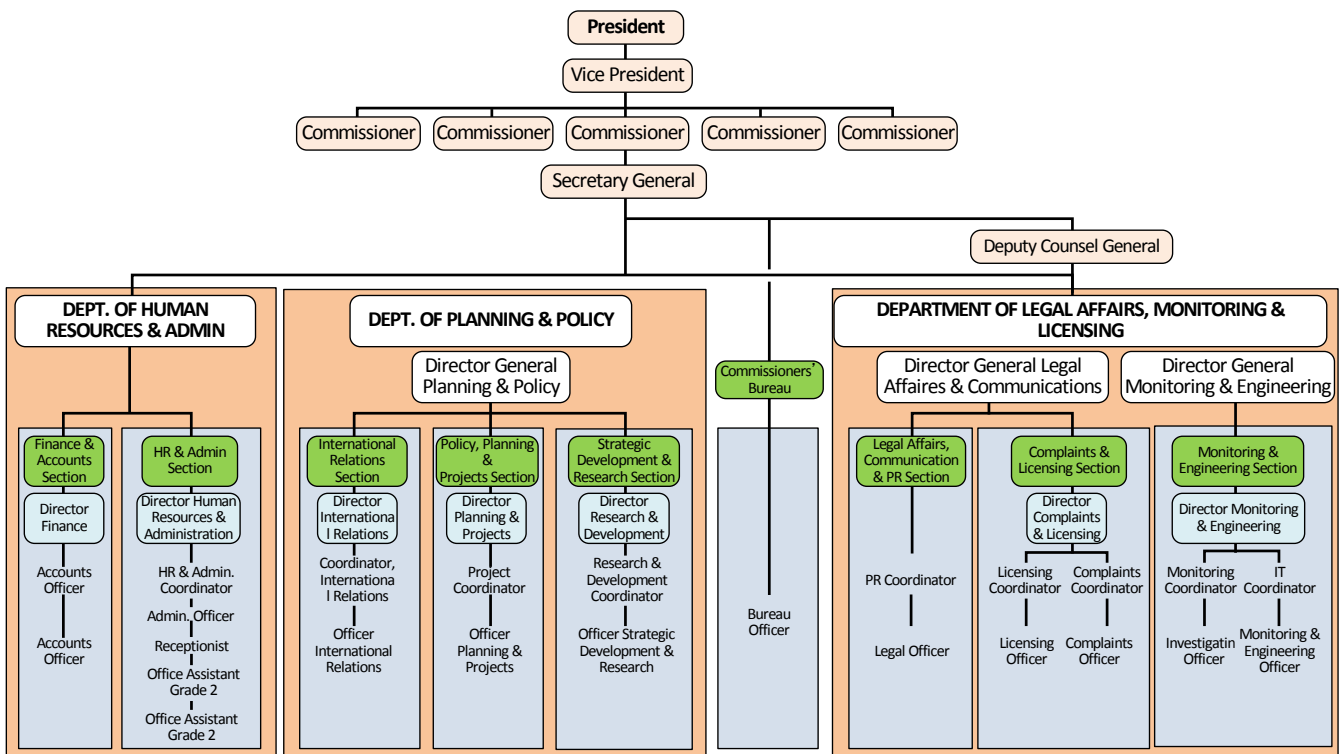 President
Vice President
Commissioner
Commissioner
Commissioner
Commissioner
Commissioner
Secretary General
Deputy Counsel General
DEPT. OF HUMAN
RESOURCES & ADMIN
Finance &
Accounts
Section
Director
Finance
Accounts
Officer
Accounts
Officer
HR & Admin
Section
Director Human
Resources &
Administration
HR & Admin.
Coordinator
Admin. Officer
Receptionist
Office Assistant
Grade 2
Office Assistant
Grade 2
DEPT. OF PLANNING & POLICY
Director General
Planning & Policy
International
Relations
Section
Director
Internationa
l Relations
Coordinator,
Internationa
l Relations
Officer
International
Relations
Policy, Planning
&
Projects Section
Director
Planning &
Projects
Project
Coordinator
Officer
Planning &
Projects
Strategic
Development &
Research Section
Director
Research &
Development
Research &
Development
Coordinator
Officer Strategic
Development &
Research
Commissioners'
Bureau
Bureau
Officer
DEPARTMENT OF LEGAL AFFAIRS, MONITORING &
LICENSING
Director General Legal
Affaires & Communications
Legal Affairs,
Communication
& PR Section
PR Coordinator
Legal Officer
Complaints &
Licensing Section
Director
Complaints
& Licensing
Licensing
Coordinator
Licensing
Officer
Complaints
Coordinator
Complaints
Officer
Director General
Monitoring & Engineering
Monitoring &
Engineering Section
Director Monitoring
& Engineering
Monitoring
Coordinator
Investigatin
Officer
IT
Coordinator
Monitoring &
Engineering
Officer